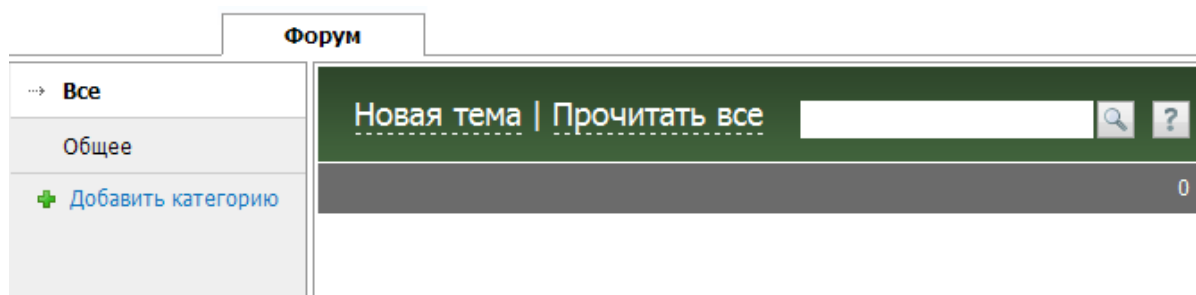 Форум
Все
Общее
Добавить категорию
Новая тема | Прочитать все
?
0